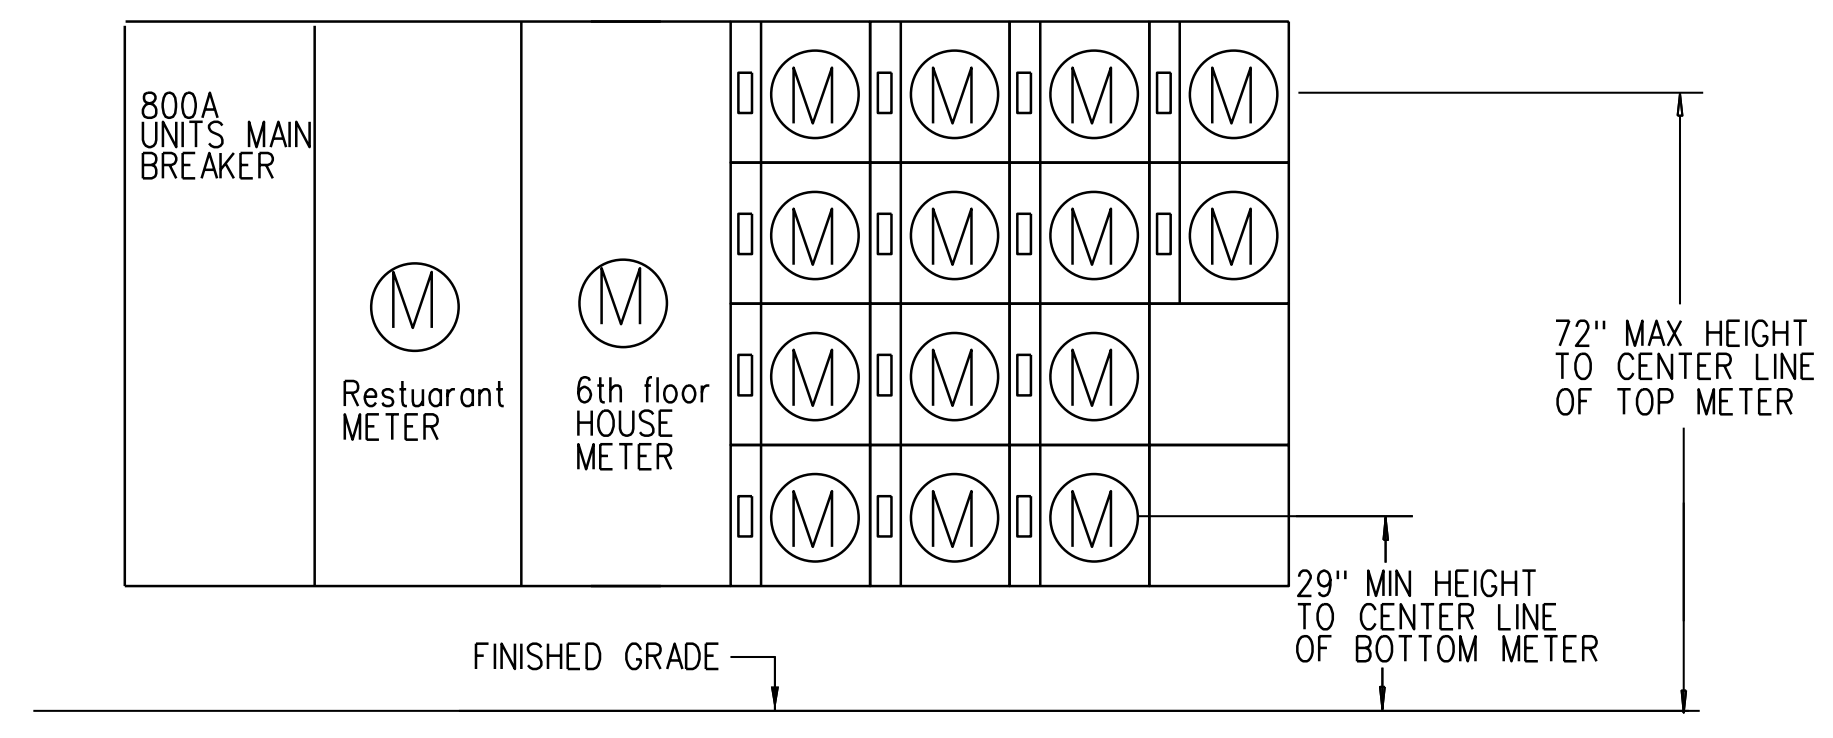 800A
UNITS MAIN
BREAKER
M
Restuarant
METER
M
6th floor
HOUSE
METER
M M M M
M M M M
M M M
M M M
72" MAX HEIGHT
TO CENTER LINE
OF TOP METER
29" MIN HEIGHT
TO CENTER LINE
OF BOTTOM METER
FINISHED GRADE